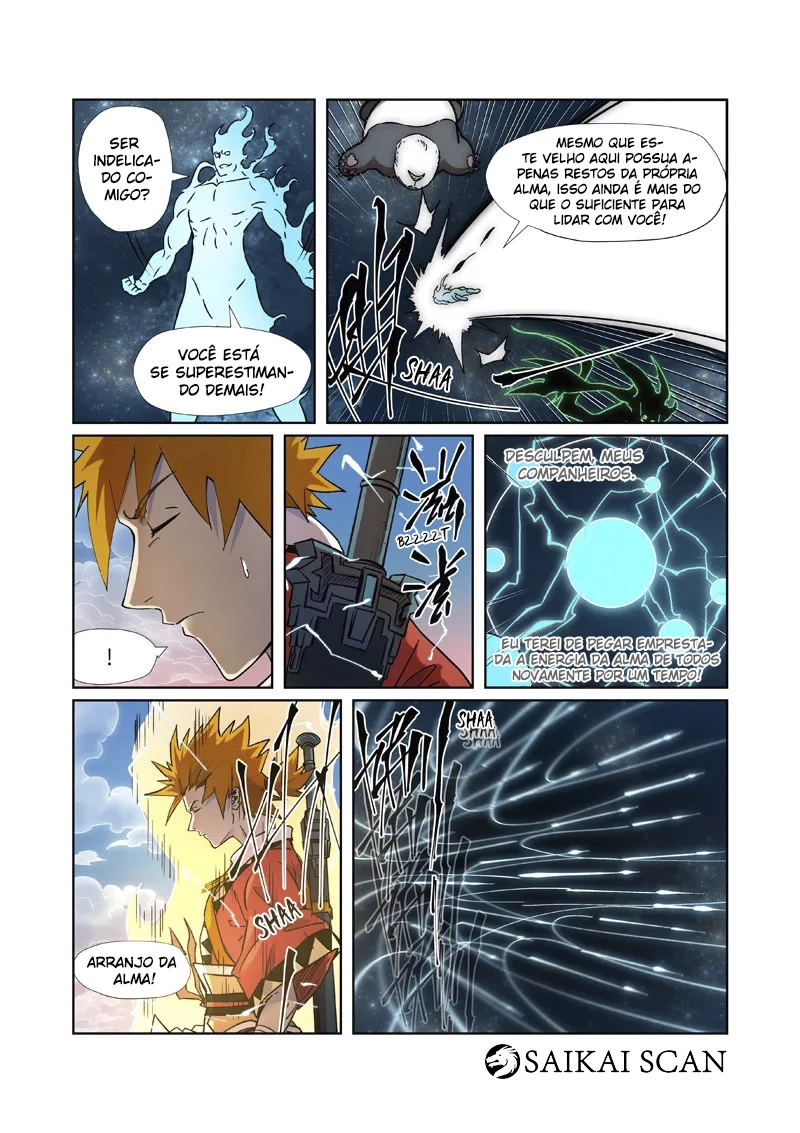 SER
INDELICA-
DO CO-
MIGO?
VOCÊ ESTÁ
SE SUPERESTIMAN-
DO DEMAIS!
MESMO QUE ES-
TE VELHO AQUI POSSUA A-
PENAS RESTOS DA PRÓPRIA
ALMA, ISSO AINDA É MAIS DO
QUE O SUFICIENTE PARA
LIDAR COM VOCÊ!
SHAA
!
BZZZZT
DESCULPEM, MEUS
COMPANHEIROS.
EU TEREI DE PEGAR EMPRESTA-
DA A ENERGIA DA ALMA DE TODOS
NOVAMENTE POR UM TEMPO!
SHAA
ARRANJO DA
ALMA!
SHAA
SHAA
SHAA
SAIKAI SCAN